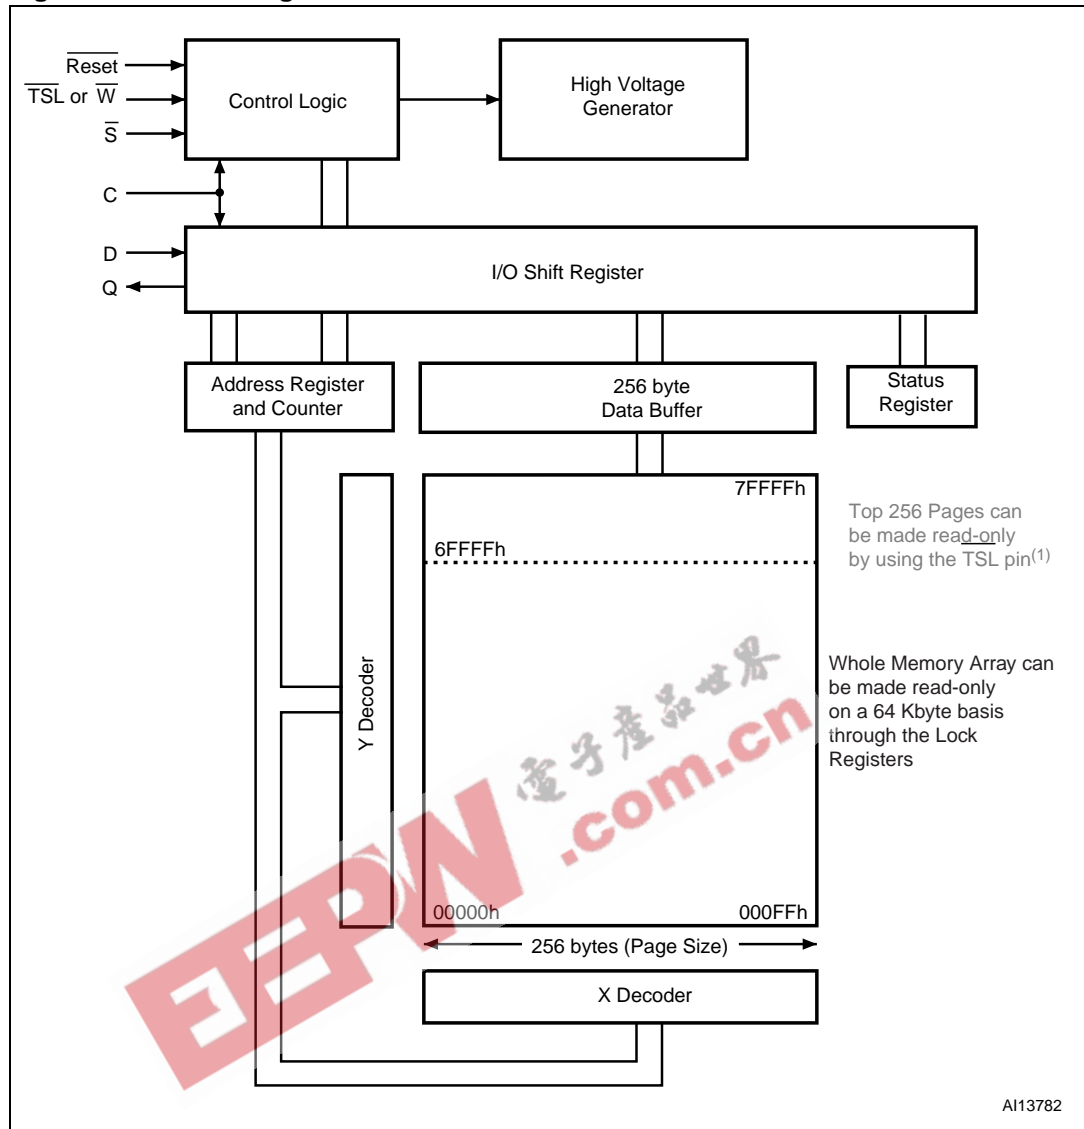 Reset
TSL or W
S
C
D
Q
Control Logic
High Voltage
Generator
I/O Shift Register
Address Register
and Counter
256 byte
Data Buffer
Status
Register
7FFFFh
6FFFFh
Top 256 Pages can
be made read-only
by using the TSL pin(1)
Y Decoder
Whole Memory Array can
be made read-only
on a 64 Kbyte basis
through the Lock
Registers
電子產品世界
EEPW.com.cn
00000h
000FFh
256 bytes (Page Size)
X Decoder
AI13782